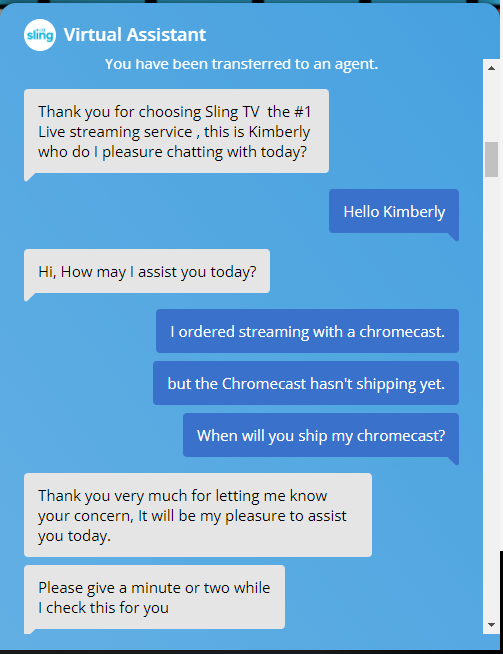 sling Virtual Assistant
You have been transferred to an agent.
Thank you for choosing Sling TV the #1
Live streaming service , this is Kimberly
who do I pleasure chatting with today?
Hello Kimberly
Hi, How may I assist you today?
I ordered streaming with a chromecast.
but the Chromecast hasn't shipping yet.
When will you ship my chromecast?
Thank you very much for letting me know
your concern, It will be my pleasure to assist
you today.
Please give a minute or two while
I check this for you